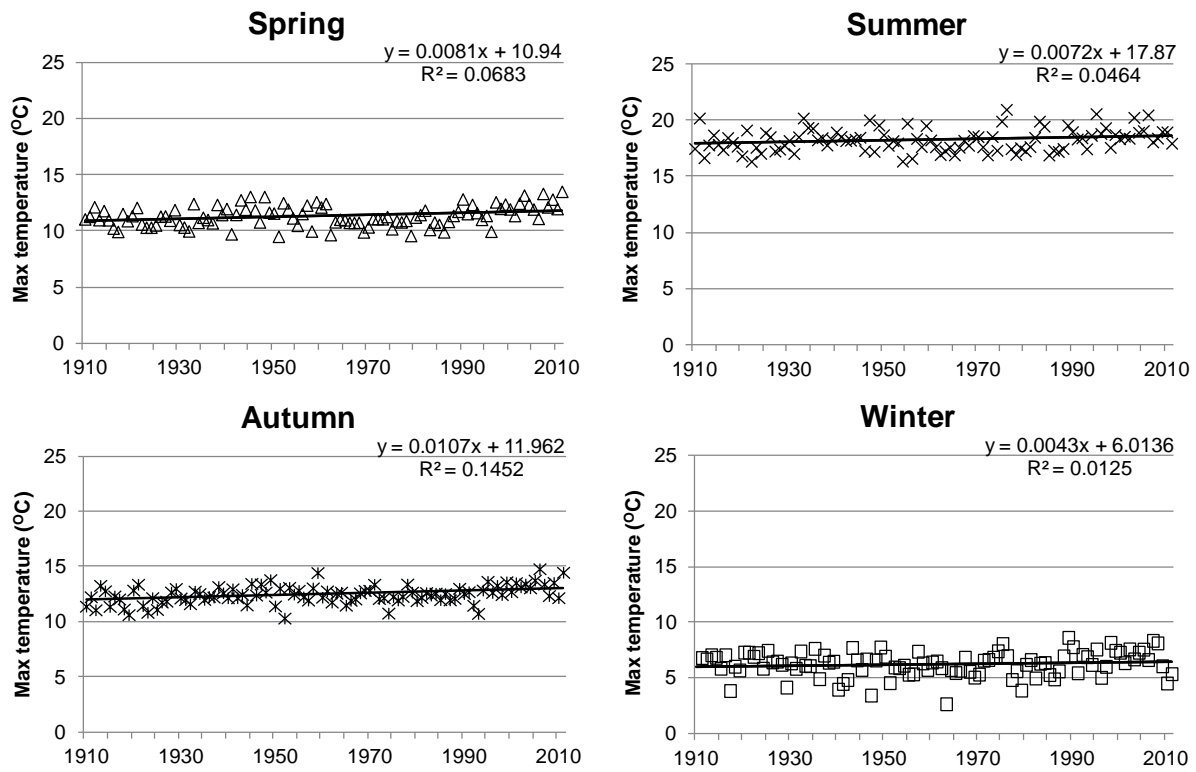 Spring
y = 0.0081x + 10.94
R² = 0.0683
Max temperature (ᴼC)
25
20
15
10
5
0
1910 1930 1950 1970 1990 2010
Summer
y = 0.0072x + 17.87
R² = 0.0464
Max temperature (ᴼC)
25
20
15
10
5
0
1910 1930 1950 1970 1990 2010
Autumn
y = 0.0107x + 11.962
R² = 0.1452
Max temperature (ᴼC)
25
20
15
10
5
0
1910 1930 1950 1970 1990 2010
Winter
y = 0.0043x + 6.0136
R² = 0.0125
Max temperature (ᴼC)
25
20
15
10
5
0
1910 1930 1950 1970 1990 2010